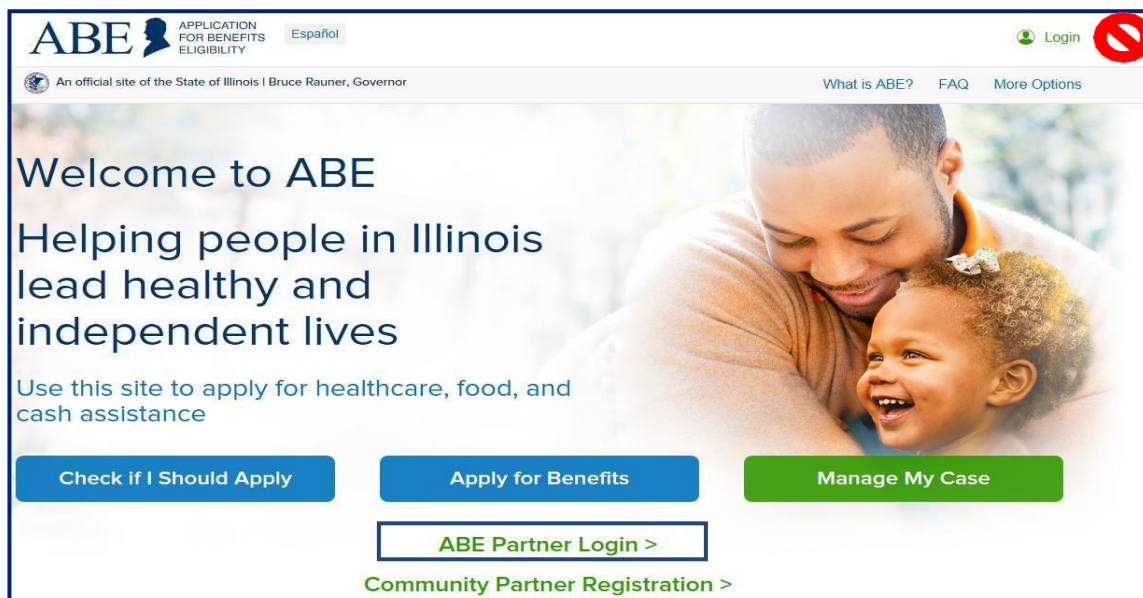 ABE
APPLICATION
FOR BENEFITS
ELIGIBILITY
Español
Login
An official site of the State of Illinois | Bruce Rauner, Governor
What is ABE? FAQ More Options
Welcome to ABE
Helping people in Illinois
lead healthy and
independent lives
Use this site to apply for healthcare, food, and
cash assistance
Check if I Should Apply
Apply for Benefits
Manage My Case
ABE Partner Login >
Community Partner Registration >